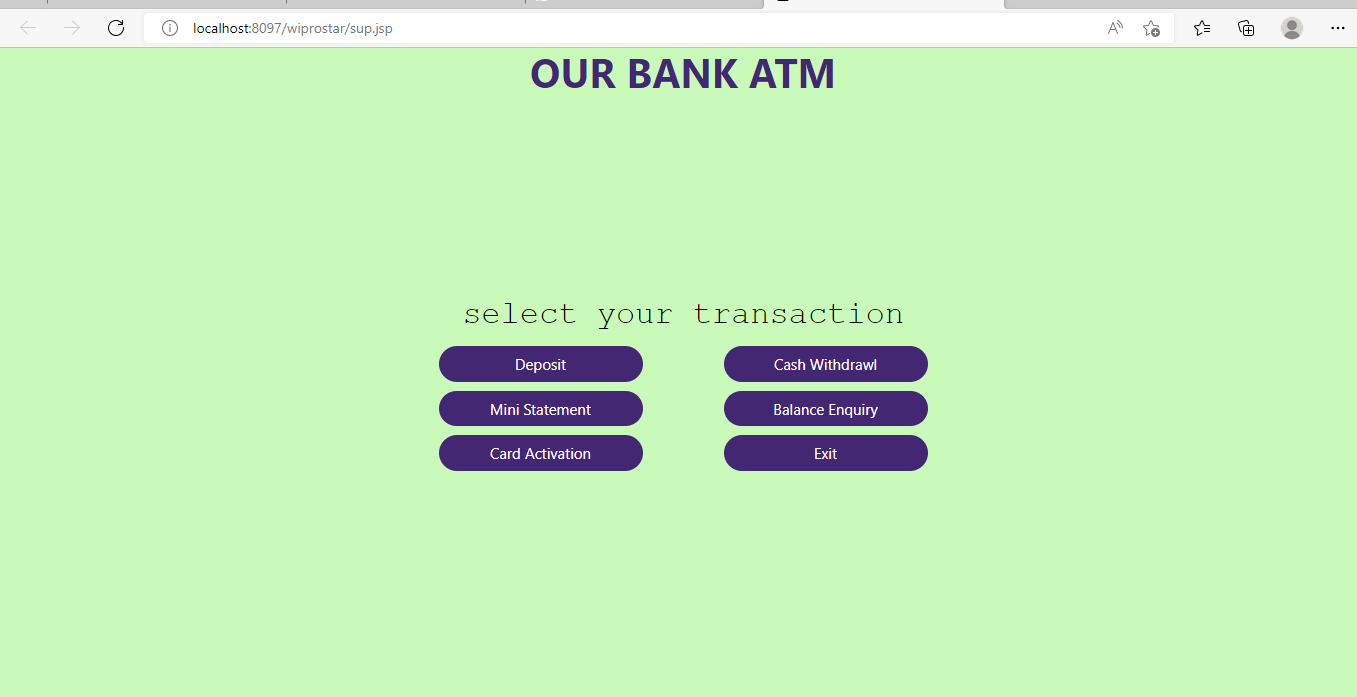 localhost:8097/wiprostar/sup.jsp
OUR BANK ATM
select your transaction
Deposit Cash Withdrawl
Mini Statement Balance Enquiry
Card Activation Exit